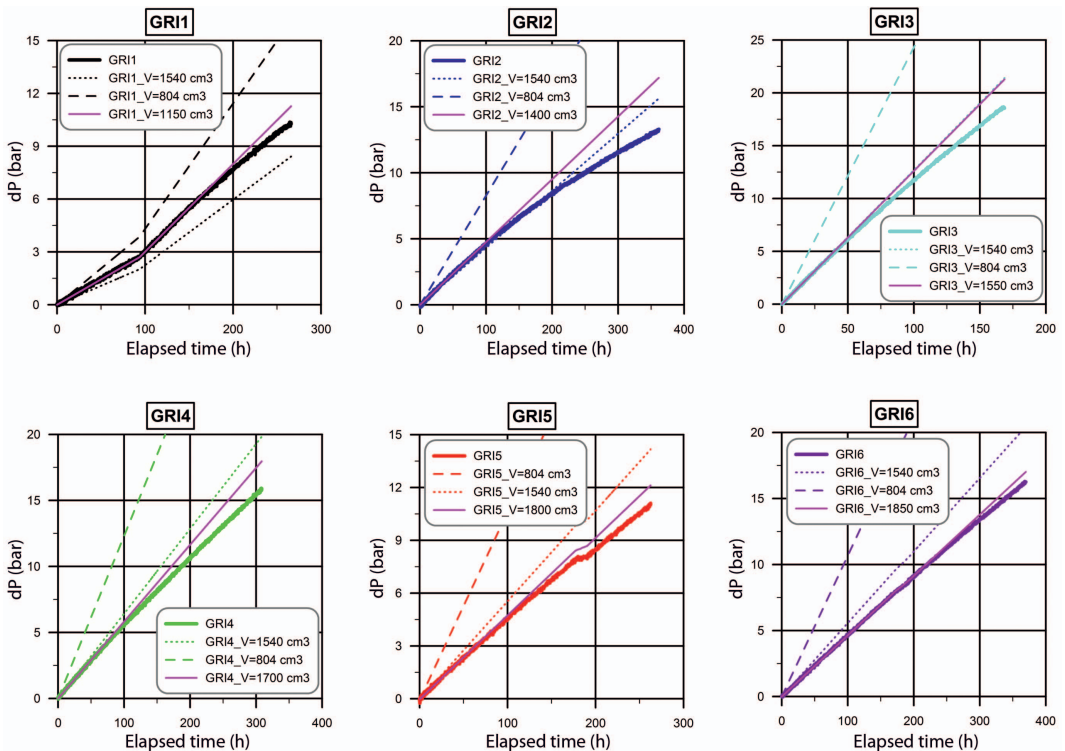 GRI1
15
12
9
6
3
0
dP (bar)
GRI1
GRI1_V=1540 cm3
GRI1_V=804 cm3
GRI1_V=1150 cm3
0 100 200 300
Elapsed time (h)
GRI2
20
15
10
5
0
dP (bar)
GRI2
GRI2_V=1540 cm3
GRI2_V=804 cm3
GRI2_V=1400 cm3
0 100 200 300 400
Elapsed time (h)
GRI3
25
20
15
10
5
0
dP (bar)
GRI3
GRI3_V=1540 cm3
GRI3_V=804 cm3
GRI3_V=1550 cm3
0 50 100 150 200
Elapsed time (h)
GRI4
20
15
10
5
0
dP (bar)
GRI4
GRI4_V=1540 cm3
GRI4_V=804 cm3
GRI4_V=1700 cm3
0 100 200 300 400
Elapsed time (h)
GRI5
15
12
9
6
3
0
dP (bar)
GRI5
GRI5_V=804 cm3
GRI5_V=1540 cm3
GRI5_V=1800 cm3
0 100 200 300
Elapsed time (h)
GRI6
20
15
10
5
0
dP (bar)
GRI6
GRI6_V=1540 cm3
GRI6_V=804 cm3
GRI6_V=1850 cm3
0 100 200 300 400
Elapsed time (h)